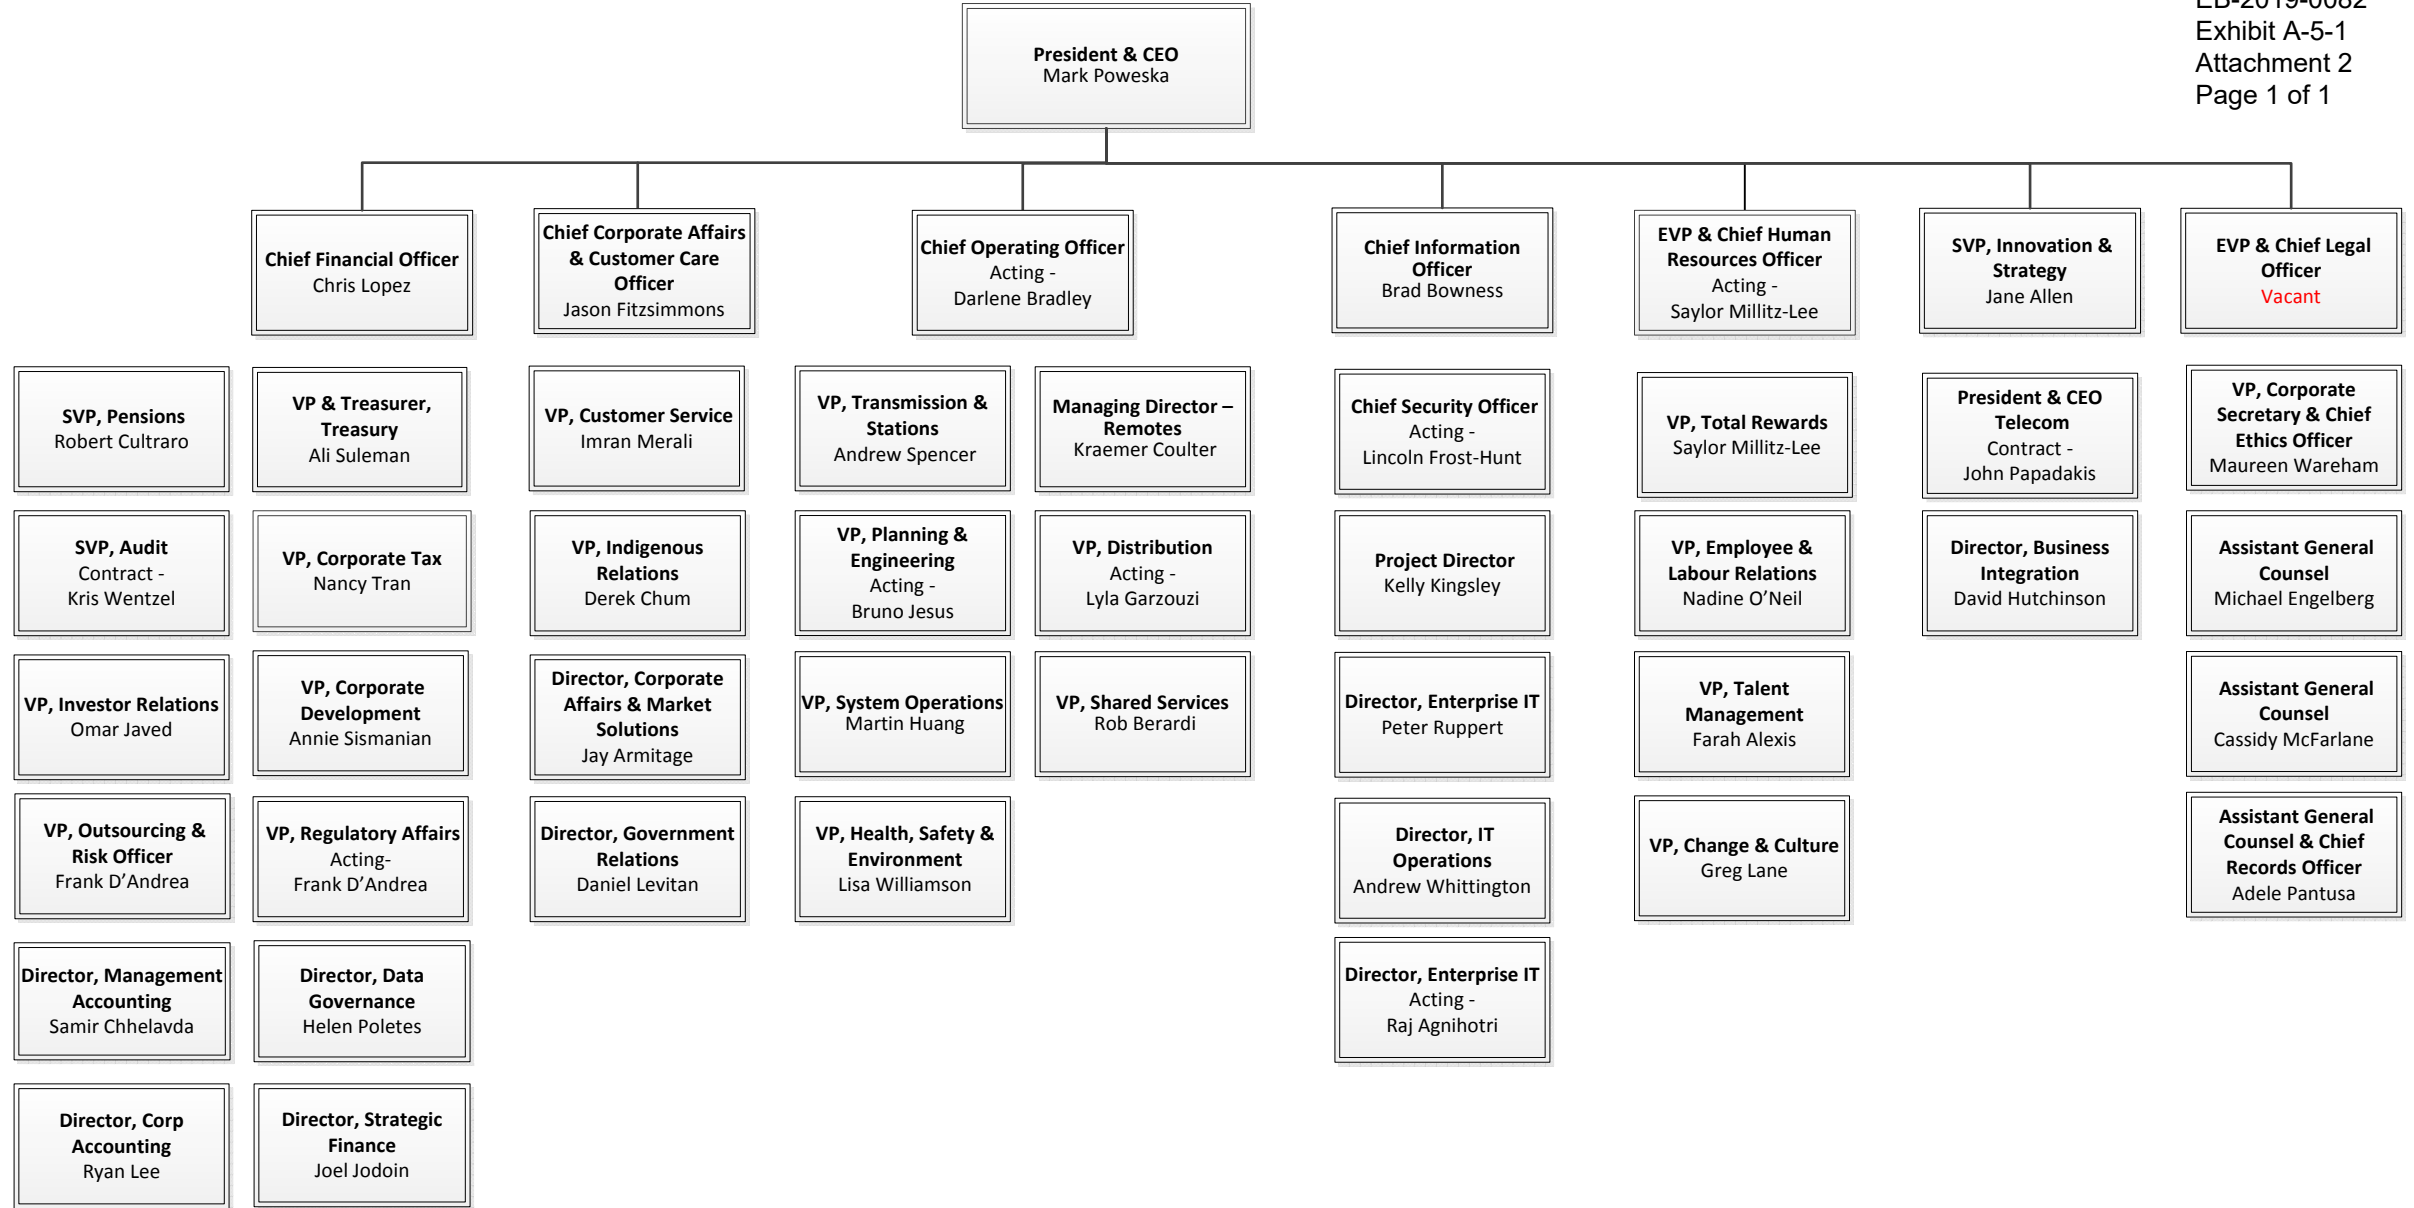 EB-2019-0082
Exhibit A-5-1
Attachment 2
Page 1 of 1
President & CEO
Mark Poweska
Chief Financial Officer
Chris Lopez
Chief Corporate Affairs
& Customer Care
Officer
Jason Fitzsimmons
Chief Operating Officer
Acting -
Darlene Bradley
Chief Information
Officer
Brad Bowness
EVP & Chief Human
Resources Officer
Acting -
Saylor Millitz-Lee
SVP, Innovation &
Strategy
Jane Allen
EVP & Chief Legal
Officer
Vacant
SVP, Pensions
Robert Cultraro
VP & Treasurer,
Treasury
Ali Suleman
VP, Customer Service
Imran Merali
VP, Transmission &
Stations
Andrew Spencer
Managing Director –
Remotes
Kraemer Coulter
Chief Security Officer
Acting -
Lincoln Frost-Hunt
VP, Total Rewards
Saylor Millitz-Lee
President & CEO
Telecom
Contract -
John Papadakis
VP, Corporate
Secretary & Chief
Ethics Officer
Maureen Wareham
SVP, Audit
Contract -
Kris Wentzel
VP, Corporate Tax
Nancy Tran
VP, Indigenous
Relations
Derek Chum
VP, Planning &
Engineering
Acting -
Bruno Jesus
VP, Distribution
Acting -
Lyla Garzouzi
Project Director
Kelly Kingsley
VP, Employee &
Labour Relations
Nadine O’Neil
Director, Business
Integration
David Hutchinson
Assistant General
Counsel
Michael Engelberg
VP, Investor Relations
Omar Javed
VP, Corporate
Development
Annie Sismanian
Director, Corporate
Affairs & Market
Solutions
Jay Armitage
VP, System Operations
Martin Huang
VP, Shared Services
Rob Berardi
Director, Enterprise IT
Peter Ruppert
VP, Talent
Management
Farah Alexis
Assistant General
Counsel
Cassidy McFarlane
VP, Outsourcing &
Risk Officer
Frank D’Andrea
VP, Regulatory Affairs
Acting-
Frank D’Andrea
Director, Government
Relations
Daniel Levitan
VP, Health, Safety &
Environment
Lisa Williamson
Director, IT
Operations
Andrew Whittington
VP, Change & Culture
Greg Lane
Assistant General
Counsel & Chief
Records Officer
Adele Pantusa
Director, Management
Accounting
Samir Chhelavda
Director, Data
Governance
Helen Poletes
Director, Enterprise IT
Acting -
Raj Agnihotri
Director, Corp
Accounting
Ryan Lee
Director, Strategic
Finance
Joel Jodoin